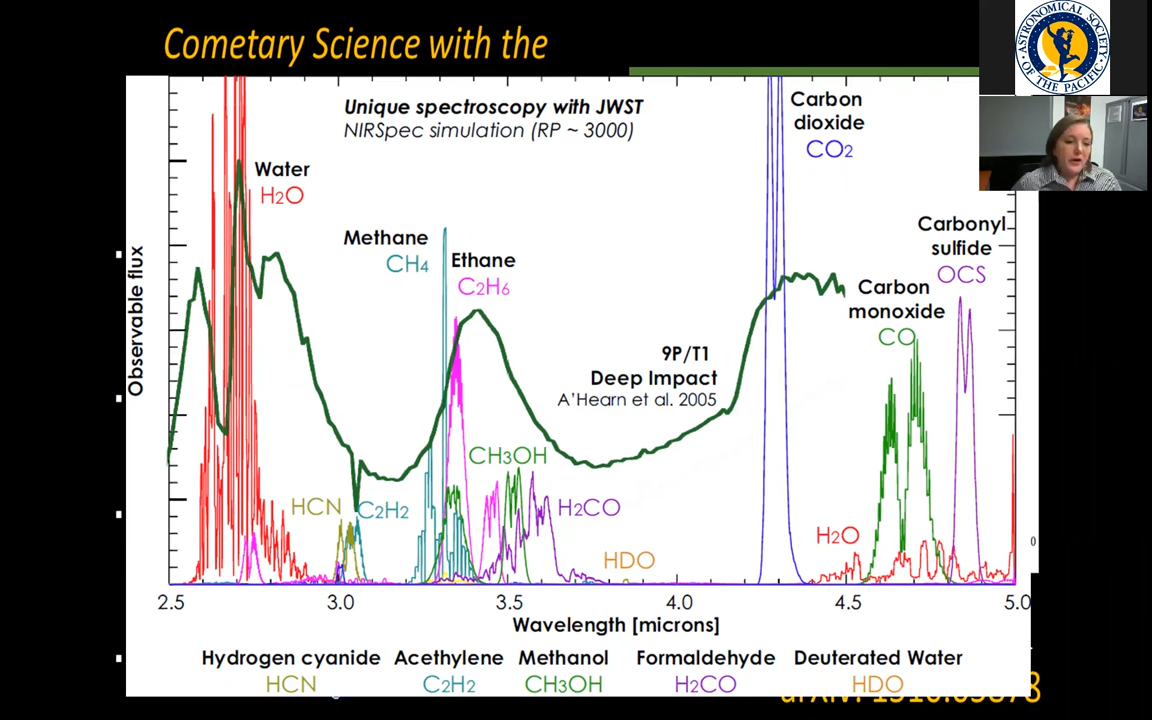 Cometary Science with the
ASTRONOMICAL SOCIETY
OF THE PACIFIC
Unique spectroscopy with JWST
NIRSpec simulation (RP ~ 3000)
Carbon
dioxide
CO2
Water
H2O
Methane
CH4
Ethane
C2H6
Carbonyl
sulfide
OCS
Carbon
monoxide
CO
9P/T1
Deep Impact
A'Hearn et al. 2005
Observable flux
CH3OH
HCN
C2H2
H2CO
HDO
H2O
0
2.5 3.0 3.5 4.0 4.5 5.0
Wavelength [microns]
Hydrogen cyanide Acethylene Methanol Formaldehyde Deuterated Water
HCN C2H2 CH3OH H2CO HDO